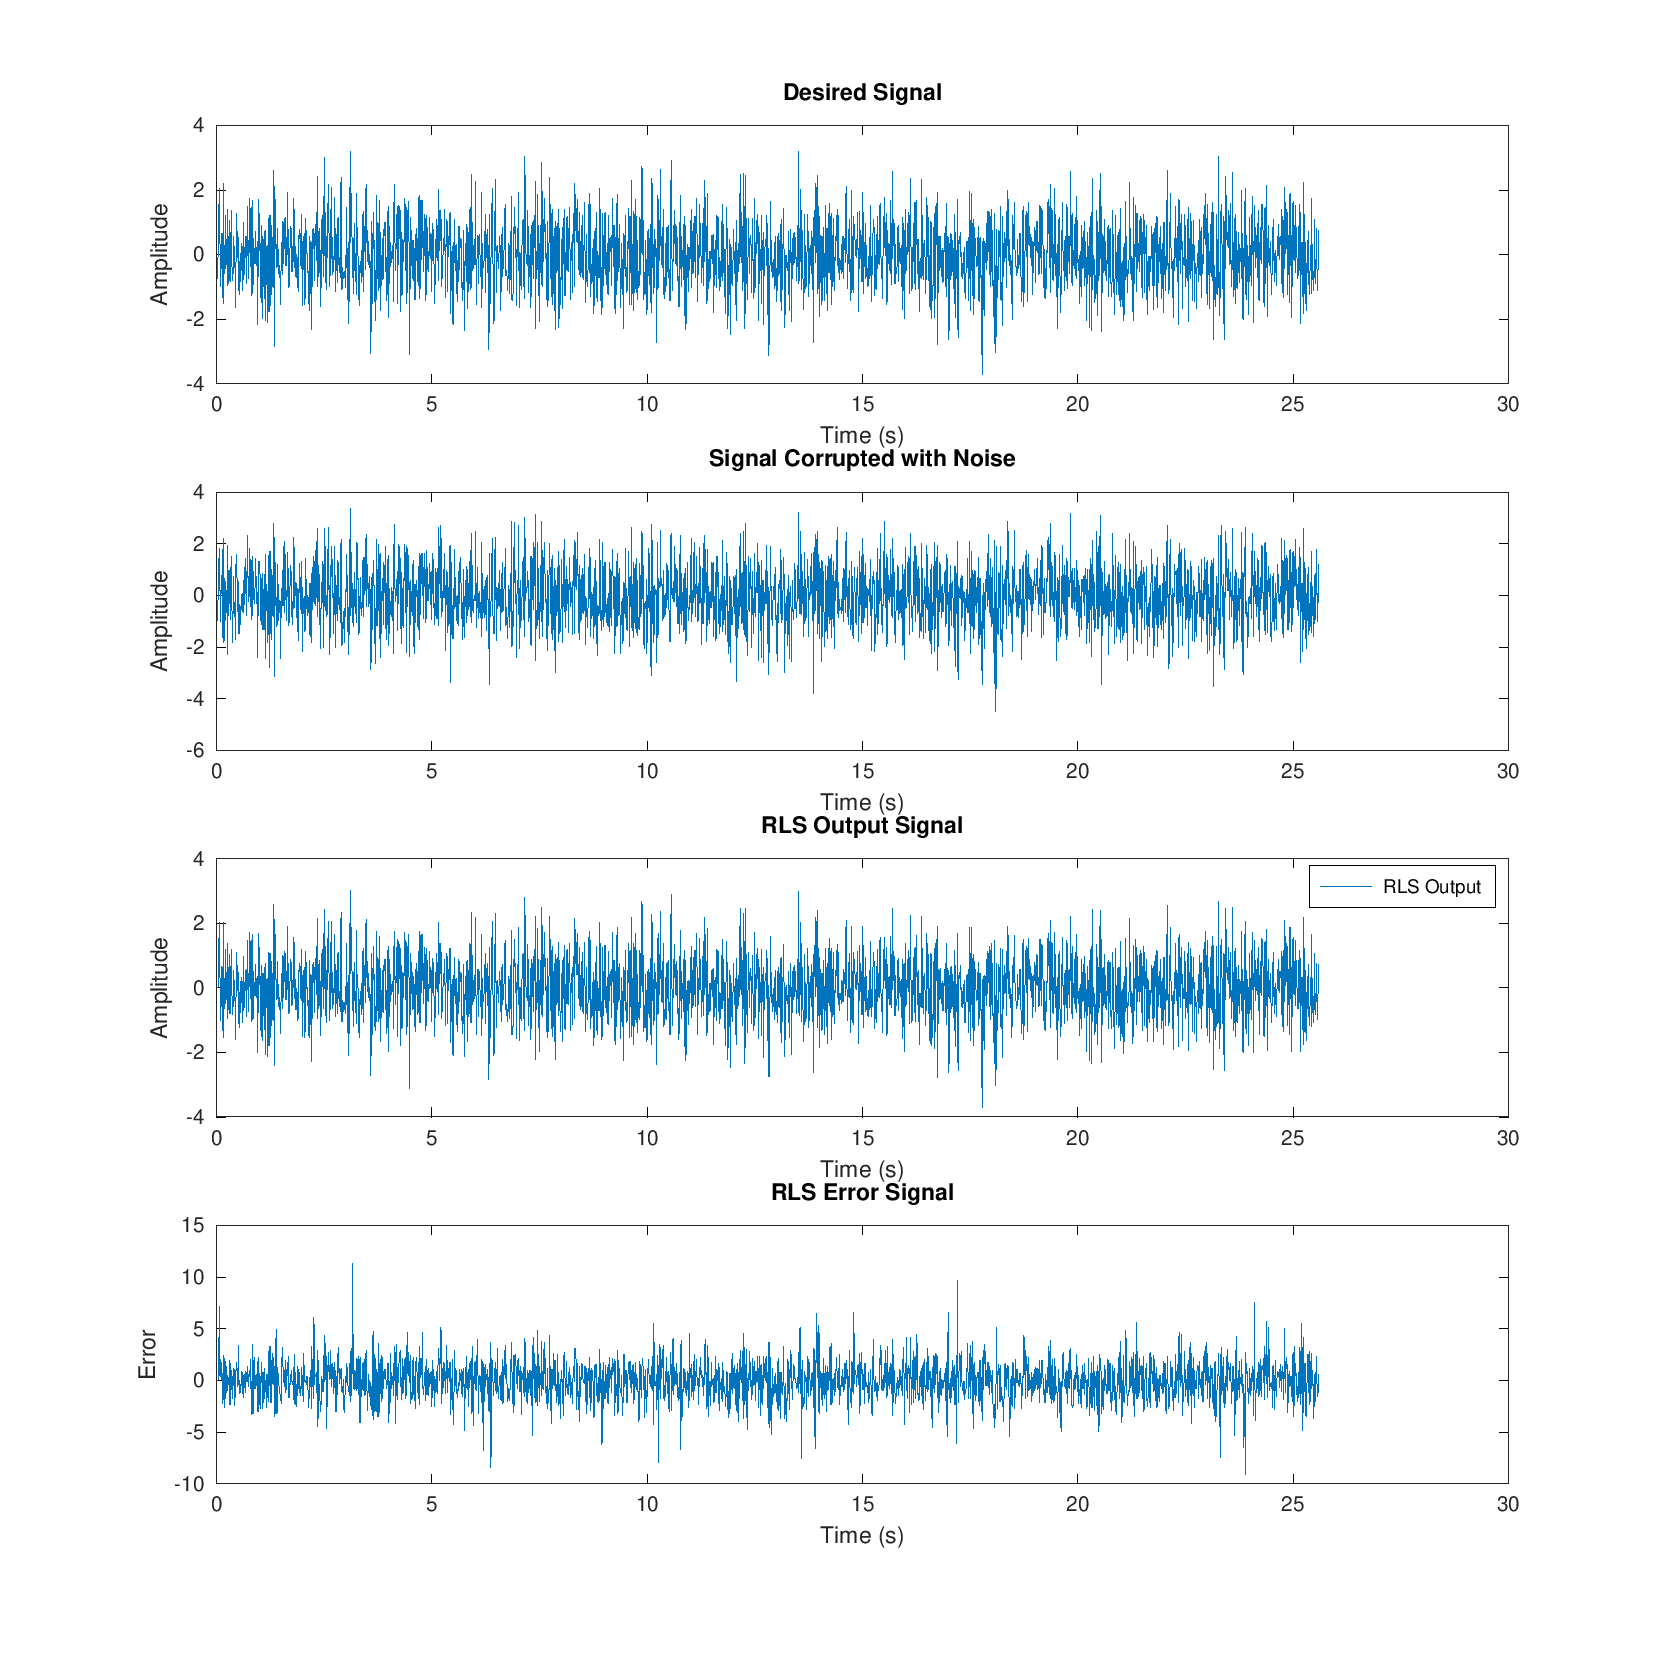 Desired Signal
4
2
0
-2
-4
Amplitude
0 5 10 15 20 25 30
Time (s)
Signal Corrupted with Noise
4
2
0
-2
-4
-6
Amplitude
0 5 10 15 20 25 30
Time (s)
RLS Output Signal
RLS Output
4
2
0
-2
-4
Amplitude
0 5 10 15 20 25 30
Time (s)
RLS Error Signal
15
10
5
0
-5
-10
Error
0 5 10 15 20 25 30
Time (s)